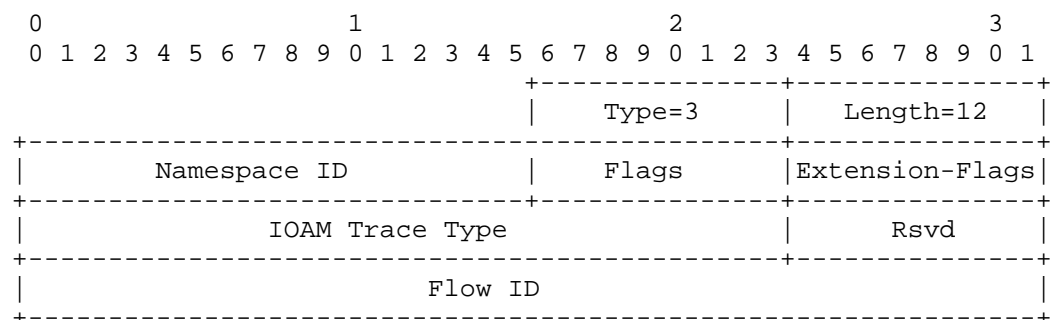 0 1 2 3
0 1 2 3 4 5 6 7 8 9 0 1 2 3 4 5 6 7 8 9 0 1 2 3 4 5 6 7 8 9 0 1
Type=3 Length=12
Namespace ID Flags Extension-Flags
IOAM Trace Type Rsvd
Flow ID